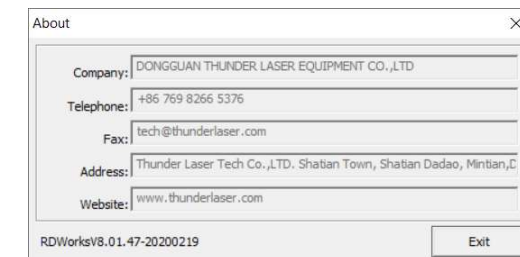 About
Company: DONGGUAN THUNDER LASER EQUIPMENT CO.,LTD
Telephone: +86 769 8266 5376
Fax: tech@thunderlaser.com
Address: Thunder Laser Tech Co.,LTD. Shatian Town, Shatian Dadao, Mintian,D
Website: www.thunderlaser.com
RDWorksV8.01.47-20200219 Exit